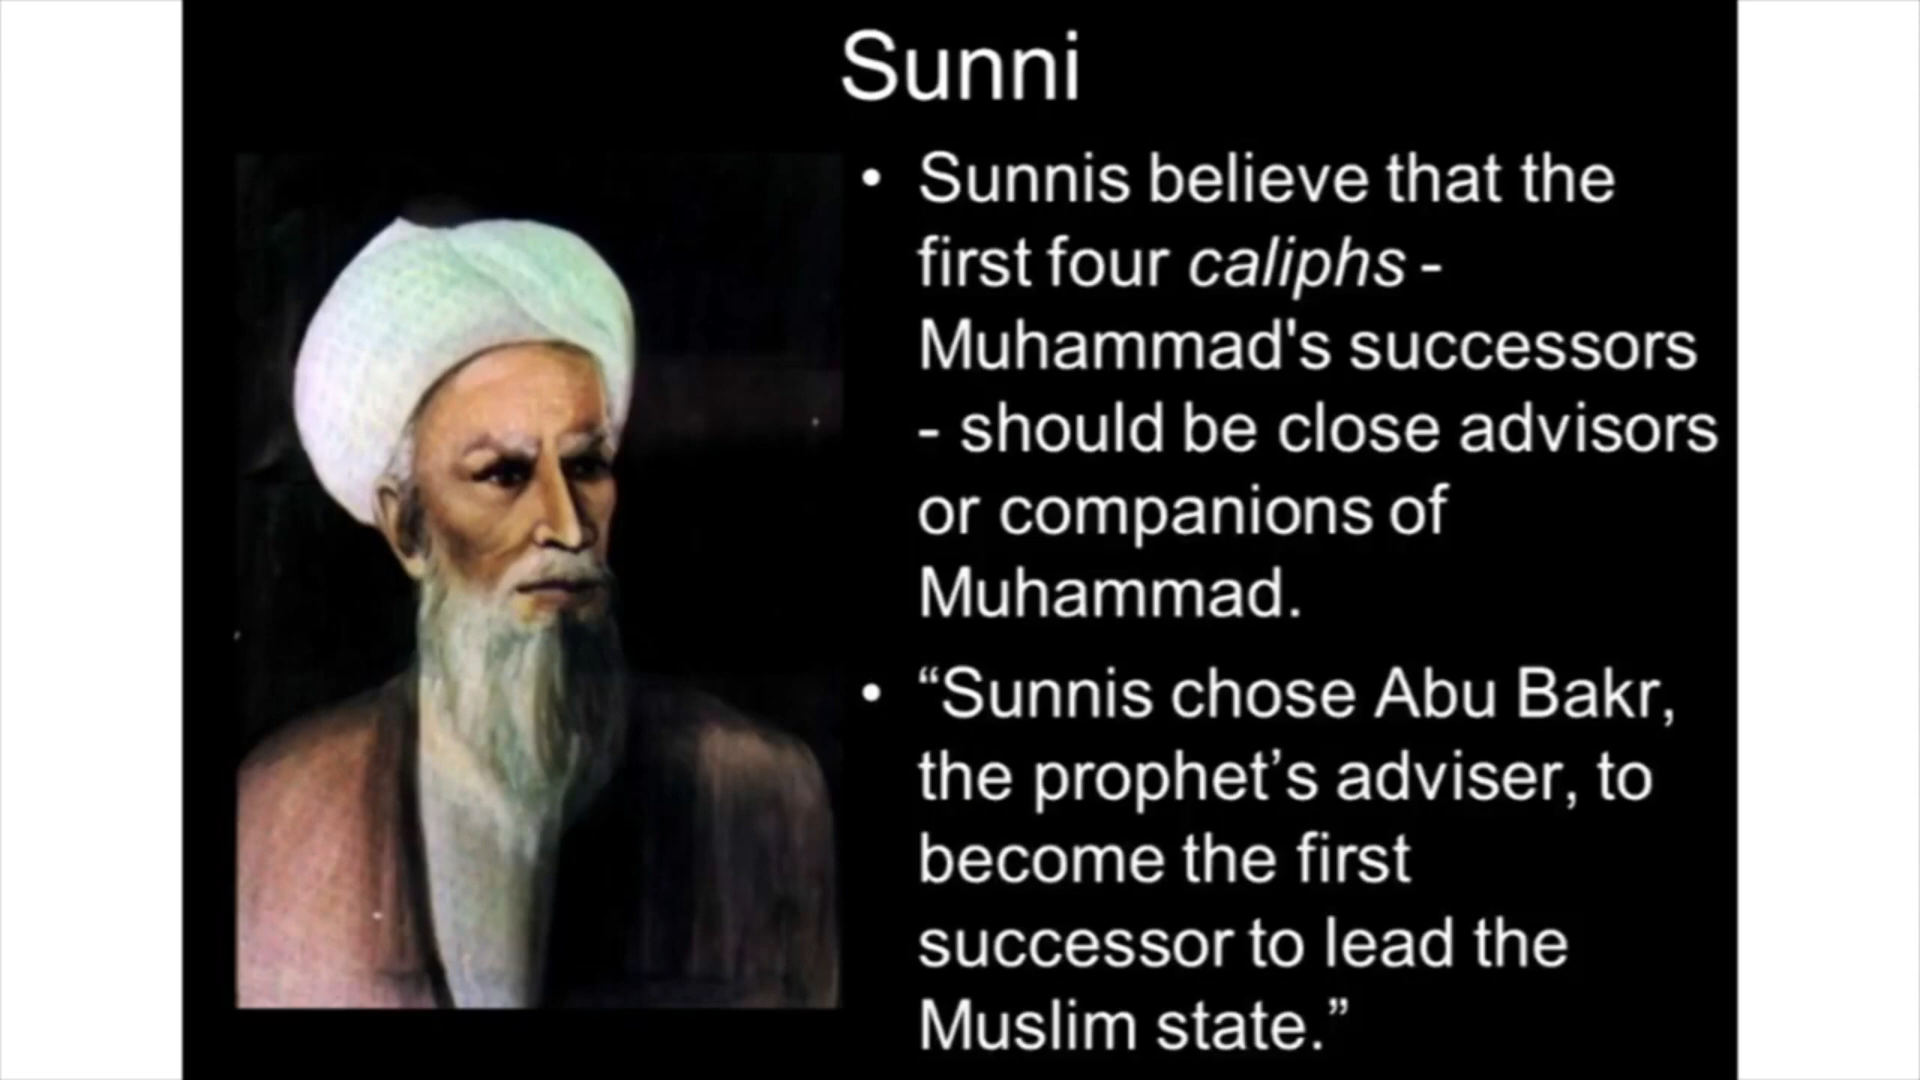 Sunni
• Sunnis believe that the
first four caliphs -
Muhammad's successors
- should be close advisors
or companions of
Muhammad.
• “Sunnis chose Abu Bakr,
the prophet’s adviser, to
become the first
successor to lead the
Muslim state.”